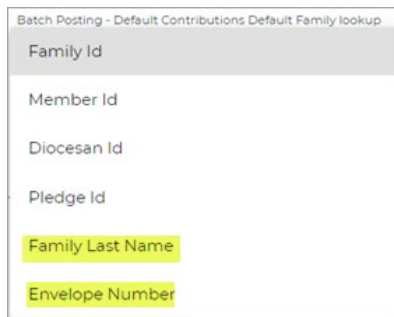 Batch Posting - Default Contributions Default Family lookup
Family Id
Member Id
Diocesan Id
Pledge Id
Family Last Name
Envelope Number